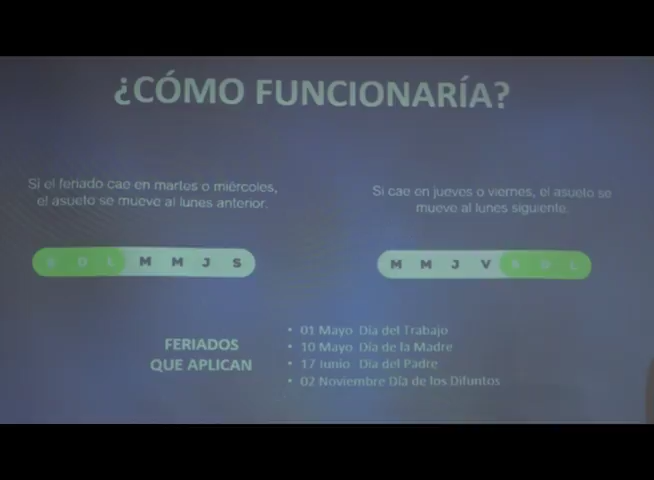 ¿CÓMO FUNCIONARÍA?
Si el feriado cae en martes o miércoles,
el asueto se mueve al lunes anterior.
Si cae en jueves o viernes, el asueto se
mueve al lunes siguiente.
S D L M M J S
M M J V S D L
FERIADOS
QUE APLICAN
• 01 Mayo Día del Trabajo
• 10 Mayo Día de la Madre
• 17 Junio Día del Padre
• 02 Noviembre Día de los Difuntos